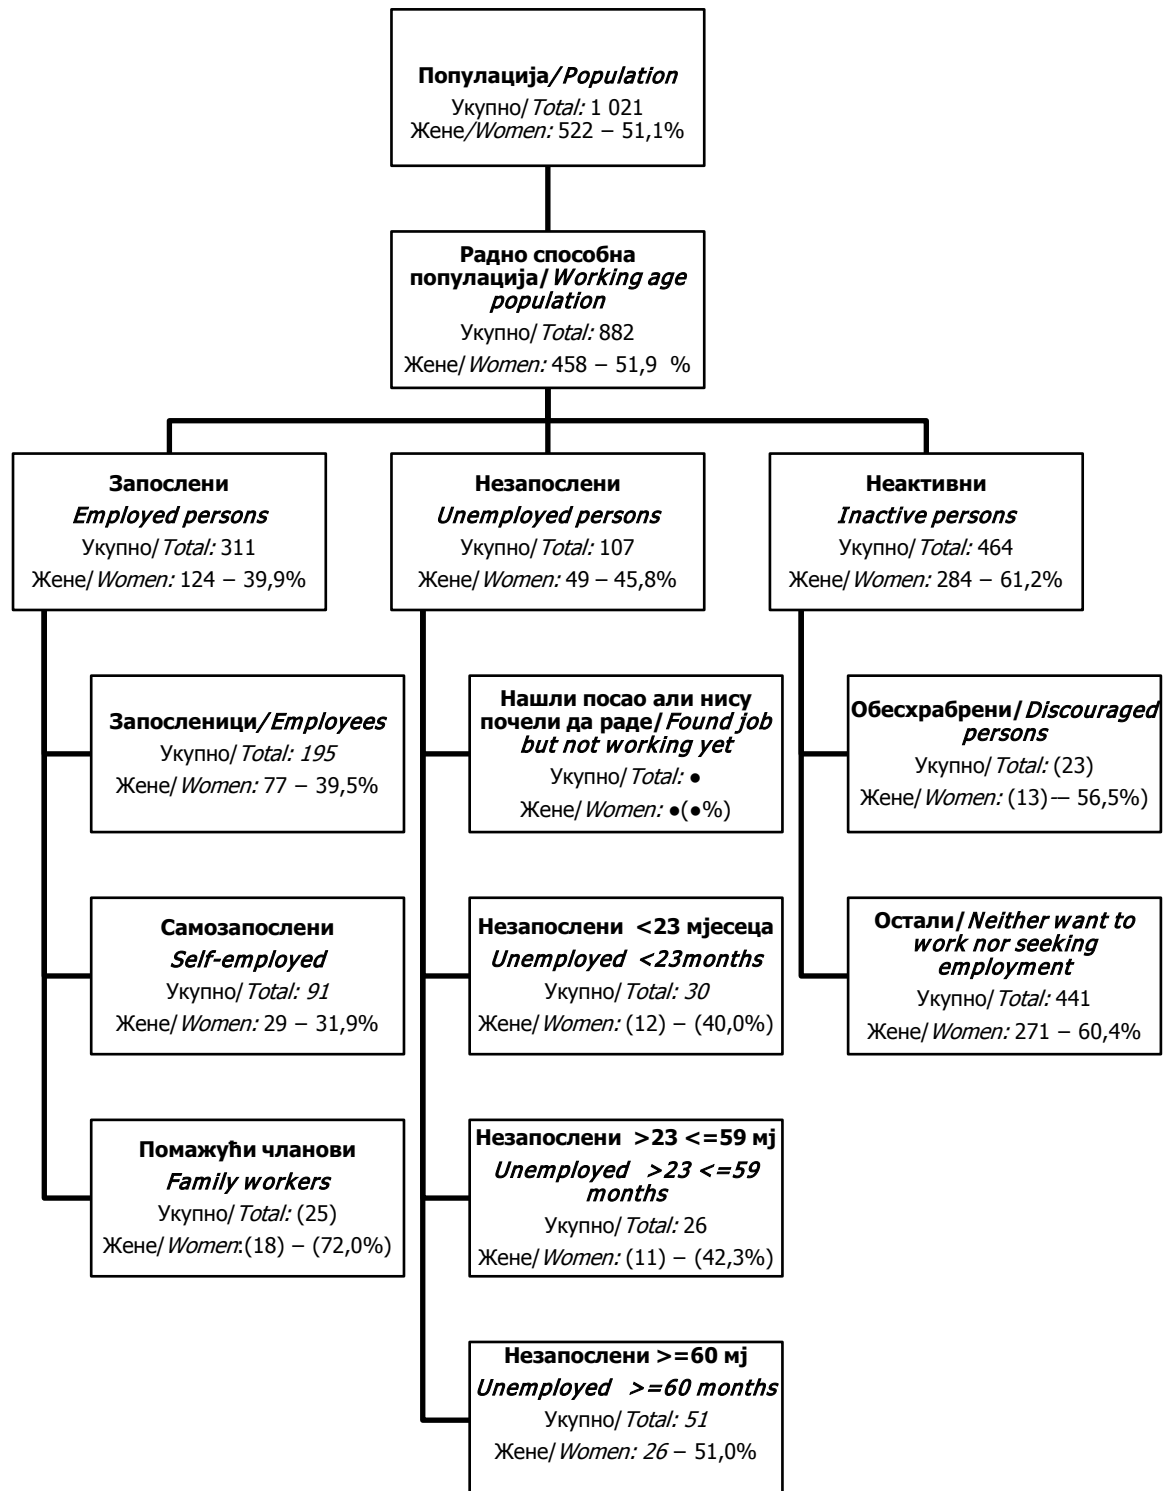 Популација/Population
Укупно/Total: 1 021
Жене/Women: 522 – 51,1%
Радно способна
популација/Working age
population
Укупно/Total: 882
Жене/Women: 458 – 51,9 %
Запослени
Employed persons
Укупно/Total: 311
Жене/Women: 124 – 39,9%
Незапослени
Unemployed persons
Укупно/Total: 107
Жене/Women: 49 – 45,8%
Неактивни
Inactive persons
Укупно/Total: 464
Жене/Women: 284 – 61,2%
Запосленици/Employees
Укупно/Total: 195
Жене/Women: 77 – 39,5%
Нашли посао али нису
почели да раде/Found job
but not working yet
Укупно/Total: ●
Жене/Women: ●(●%)
Обесхрабрени/Discouraged
persons
Укупно/Total: (23)
Жене/Women: (13)-– 56,5%)
Самозапослени
Self-employed
Укупно/Total: 91
Жене/Women: 29 – 31,9%
Незапослени <23 мјесеца
Unemployed <23months
Укупно/Total: 30
Жене/Women: (12) – (40,0%)
Остали/Neither want to
work nor seeking
employment
Укупно/Total: 441
Жене/Women: 271 – 60,4%
Помажући чланови
Family workers
Укупно/Total: (25)
Жене/Women:(18) – (72,0%)
Незапослени >23 <=59 мј
Unemployed >23 <=59
months
Укупно/Total: 26
Жене/Women: (11) – (42,3%)
Незапослени >=60 мј
Unemployed >=60 months
Укупно/Total: 51
Жене/Women: 26 – 51,0%